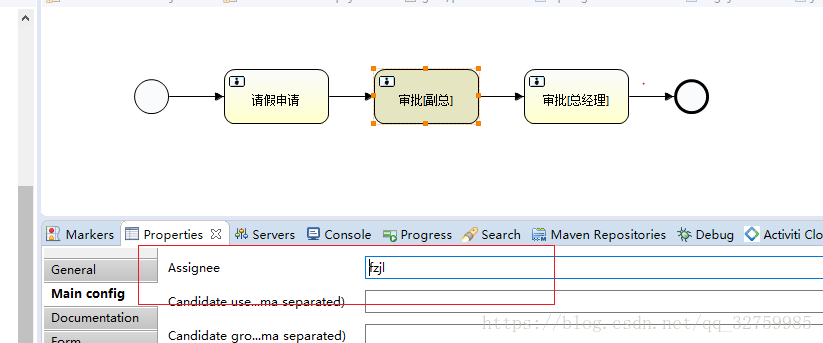 请假申请
审批[副总]
审批[总经理]
Markers
Properties
Servers
Console
Progress
Search
Maven Repositories
Debug
Activiti Clo
General
Assignee
fzjl
Main config
Candidate use...ma separated)
Documentation
Candidate gro...ma separated)
Form
https://blog.csdn.net/qq_32759985